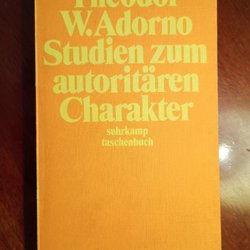 Theodor
W. Adorno
Studien zum
autoritären
Charakter
suhrkamp
taschenbuch